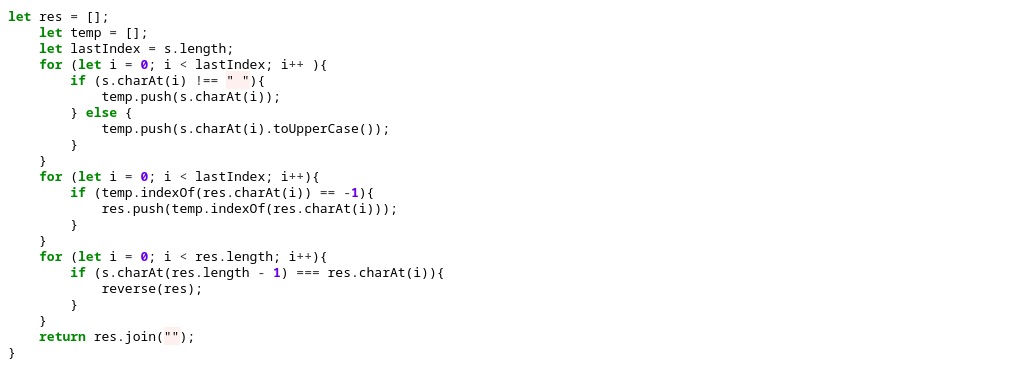 let res = [];
    let temp = [];
    let lastIndex = s.length;
    for (let i = 0; i < lastIndex; i++ ){
        if (s.charAt(i) !== " "){
            temp.push(s.charAt(i));
        } else {
            temp.push(s.charAt(i).toUpperCase());
        }
    }
    for (let i = 0; i < lastIndex; i++){
        if (temp.indexOf(res.charAt(i)) == -1){
            res.push(temp.indexOf(res.charAt(i)));
        }
    }
    for (let i = 0; i < res.length; i++){
        if (s.charAt(res.length - 1) === res.charAt(i)){
            reverse(res);
        }
    }
    return res.join("");
}